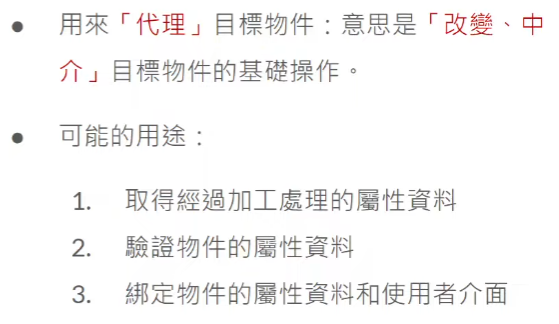 ● 用來「代理」目標物件：意思是「改變、中
介」目標物件的基礎操作。
● 可能的用途：
1. 取得經過加工處理的屬性資料
2. 驗證物件的屬性資料
3. 綁定物件的屬性資料和使用者介面